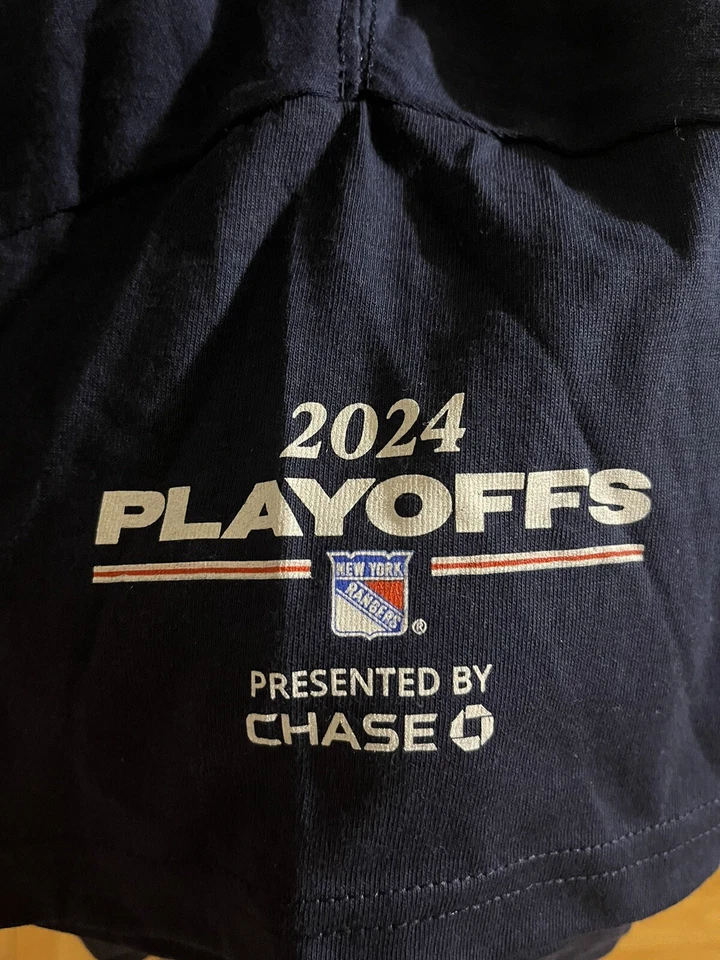 2024
PLAYOFFS
NEW YORK
RANGERS
®
PRESENTED BY
CHASE